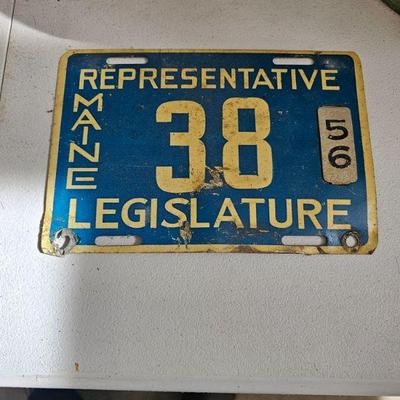 REPRESENTATIVE
MAINE
38
56
LEGISLATURE